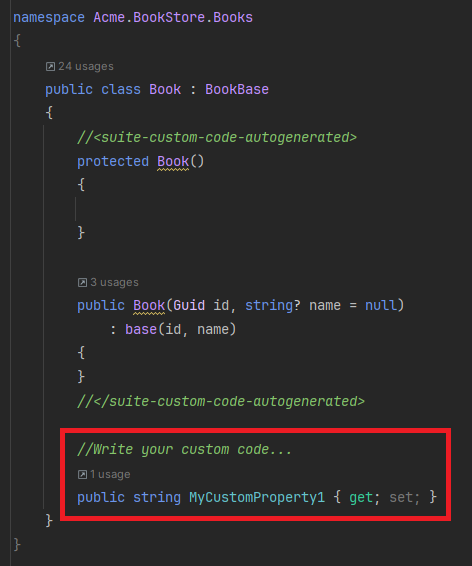 namespace Acme.BookStore.Books
{
24 usages
public class Book : BookBase
{
//<suite-custom-code-autogenerated>
protected Book()
{
}
3 usages
public Book(Guid id, string? name = null)
: base(id, name)
{
}
//</suite-custom-code-autogenerated>
//Write your custom code...
1 usage
public string MyCustomProperty1 { get; set; }
}
}